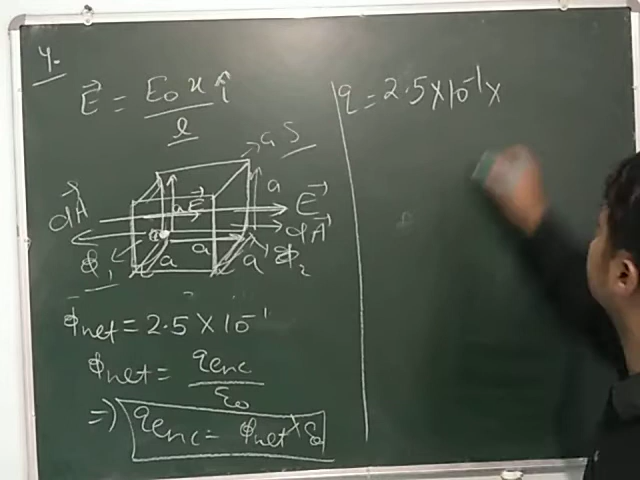 4.
E⃗ = E₀ x î / l
a S
a
dA⃗
a E⃗
E⃗
dA⃗
a
ϕ₁ a a ϕ₂
ϕnet = 2.5 × 10⁻¹
ϕnet = qenc / ε₀
⇒ qenc = ϕnet × ε₀
q = 2.5 × 10⁻¹ ×